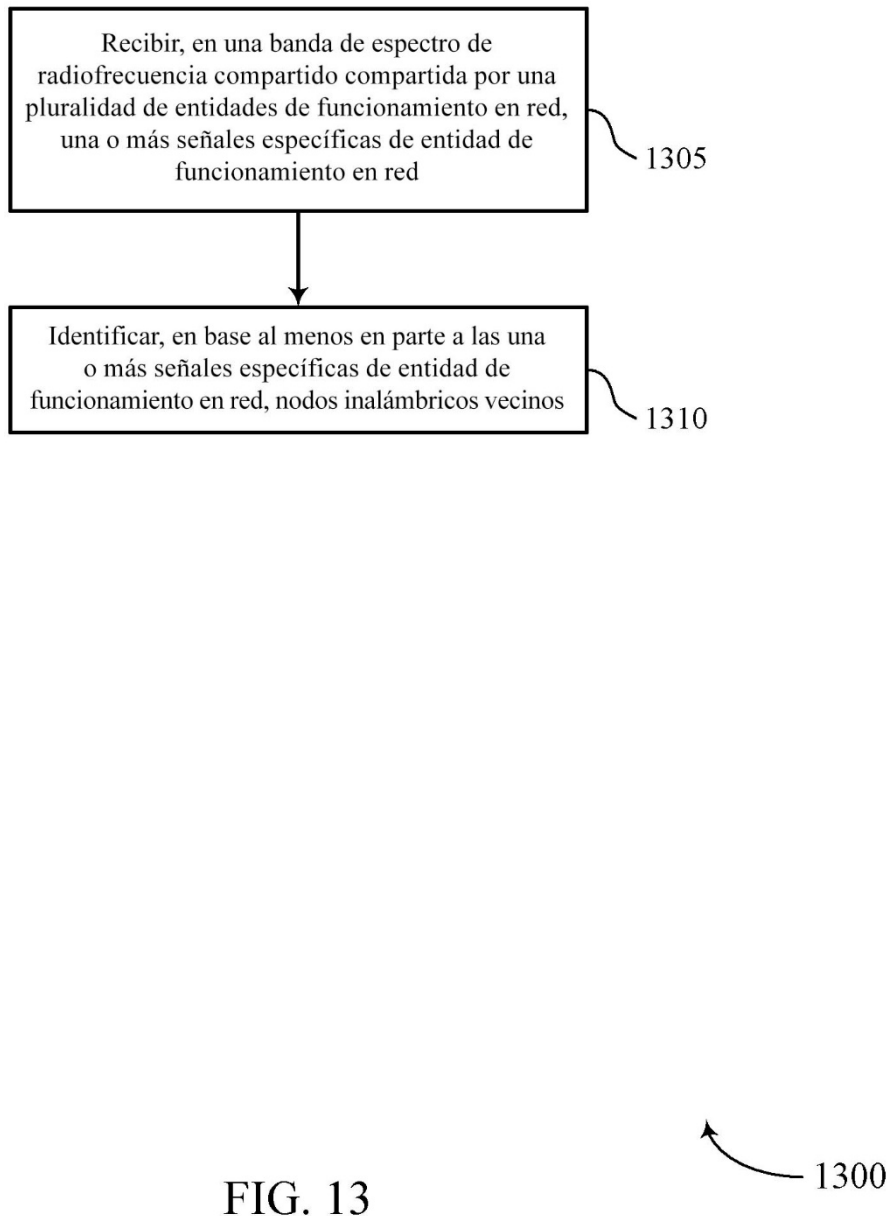 Recibir, en una banda de espectro de
radiofrecuencia compartido compartida por una
pluralidad de entidades de funcionamiento en red,
una o más señales específicas de entidad de
funcionamiento en red
1305
Identificar, en base al menos en parte a las una
o más señales específicas de entidad de
funcionamiento en red, nodos inalámbricos vecinos
1310
1300
FIG. 13